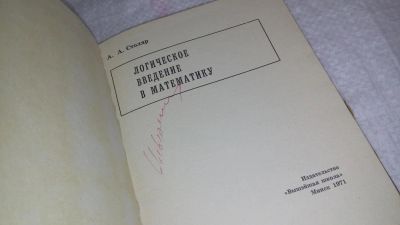 А. А. Столяр
ЛОГИЧЕСКОЕ
ВВЕДЕНИЕ
В МАТЕМАТИКУ
Издательство
«Вышэйшая школа»
Минск 1971